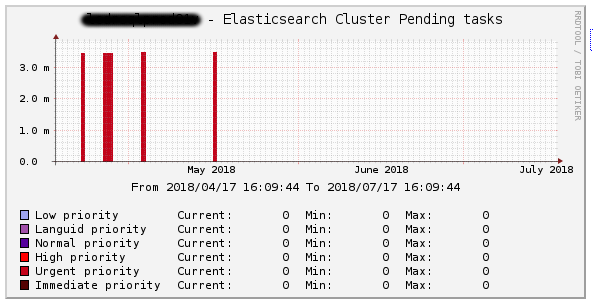 - Elasticsearch Cluster Pending tasks
RRDTOOL / TOBI OETIKER
3.0 m
2.0 m
1.0 m
0.0
May 2018 June 2018 July 2018
From 2018/04/17 16:09:44 To 2018/07/17 16:09:44
Low priority Current: 0 Min: 0 Max: 0
Languid priority Current: 0 Min: 0 Max: 0
Normal priority Current: 0 Min: 0 Max: 0
High priority Current: 0 Min: 0 Max: 0
Urgent priority Current: 0 Min: 0 Max: 0
Immediate priority Current: 0 Min: 0 Max: 0